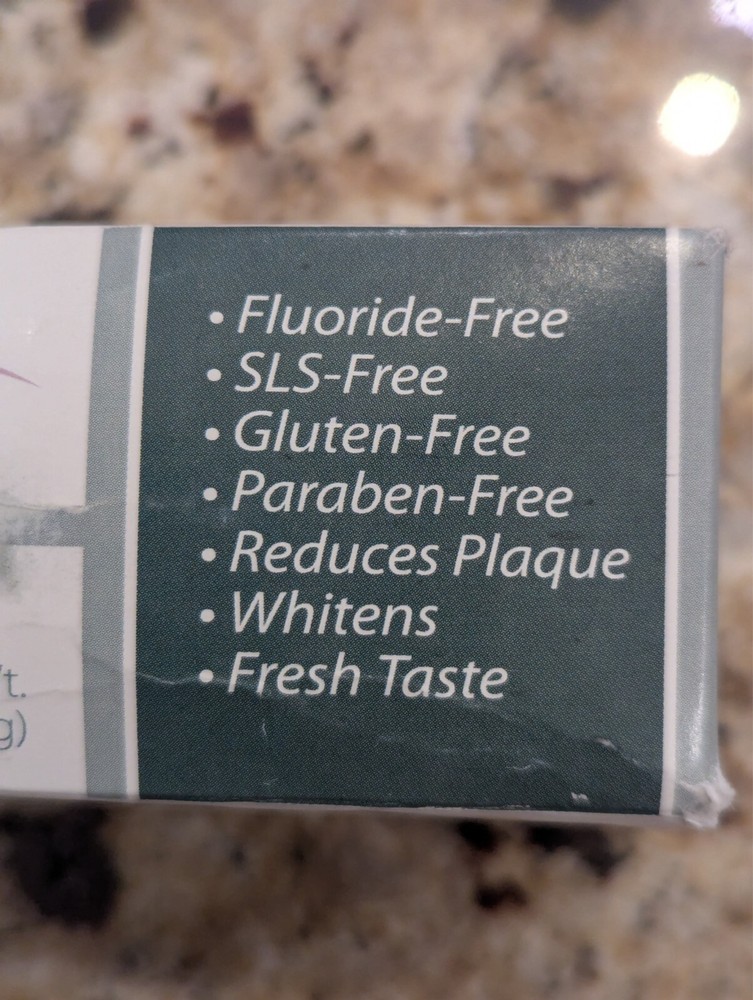 • Fluoride-Free
• SLS-Free
• Gluten-Free
• Paraben-Free
• Reduces Plaque
• Whitens
• Fresh Taste
t.
g)